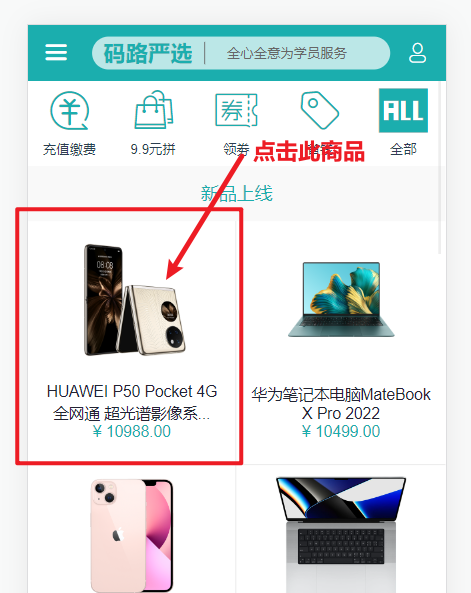 码路严选 全心全意为学员服务
券
ALL
充值缴费 9.9元拼 领券 全部
点击此商品
新品上线
HUAWEI P50 Pocket 4G
全网通 超光谱影像系...
¥ 10988.00
华为笔记本电脑MateBook
X Pro 2022
¥ 10499.00